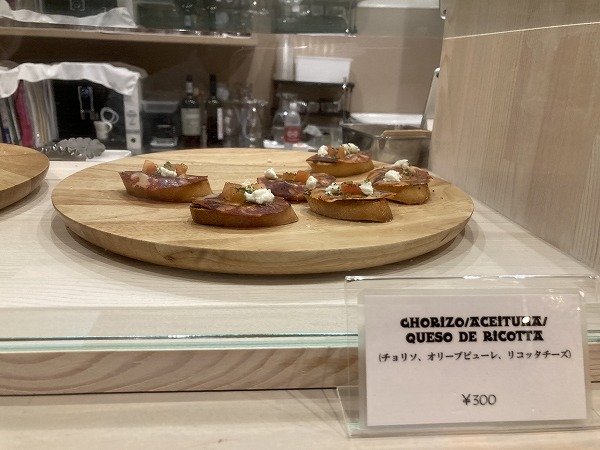 CHORIZO/ACEITUNA/
QUESO DE RICOTTA
(チョリソ、オリーブピューレ、リコッタチーズ)
¥300